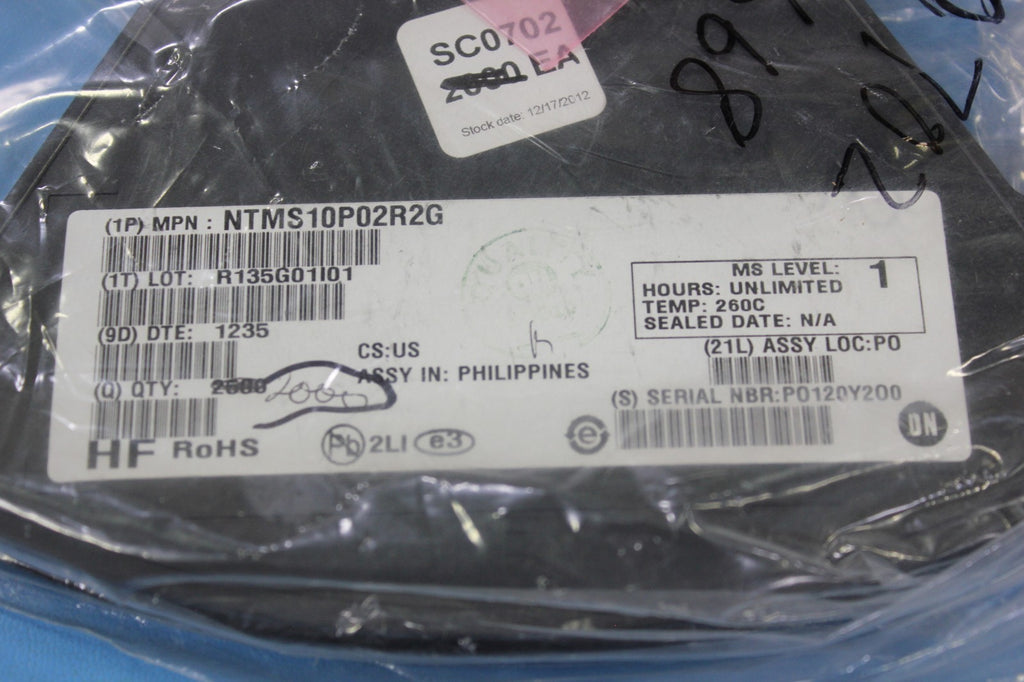 SC0702
2000 EA
Stock date: 12/17/2012
(1P) MPN : NTMS10P02R2G
(1T) LOT: R135G01I01
(9D) DTE: 1235
(Q) QTY: 2500 2000
CS:US
ASSY IN: PHILIPPINES
MS LEVEL: 1
HOURS: UNLIMITED
TEMP: 260C
SEALED DATE: N/A
(21L) ASSY LOC:PO
(S) SERIAL NBR:PO120Y200
HF RoHS
Pb 2LI e3
e
ON